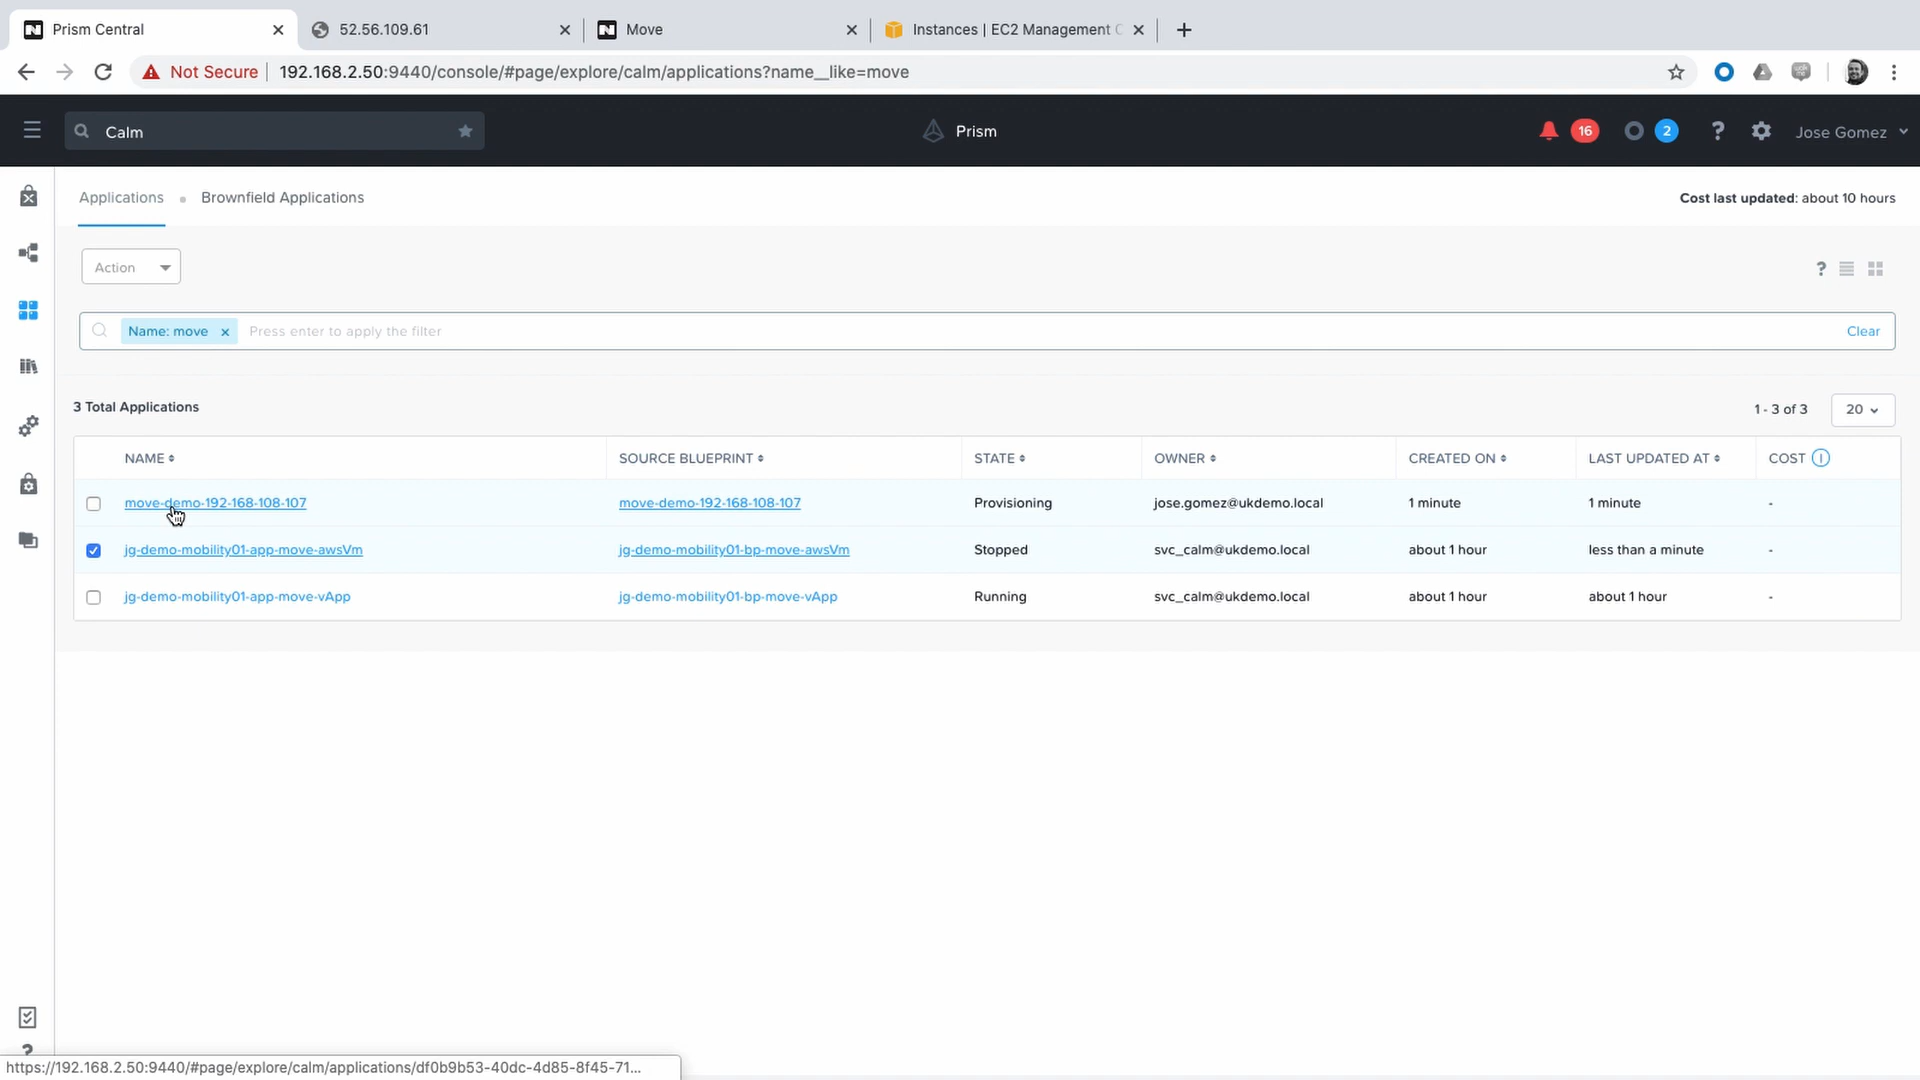 Prism Central
52.56.109.61
Move
Instances | EC2 Management C
Not Secure
192.168.2.50:9440/console/#page/explore/calm/applications?name__like=move
Calm
Prism
16
2
?
Jose Gomez
Applications
Brownfield Applications
Cost last updated: about 10 hours
Action
?
Name: move ×
Press enter to apply the filter
Clear
3 Total Applications
1 - 3 of 3
20
NAME SOURCE BLUEPRINT STATE OWNER CREATED ON LAST UPDATED AT COST
move-demo-192-168-108-107 move-demo-192-168-108-107 Provisioning jose.gomez@ukdemo.local 1 minute 1 minute -
jg-demo-mobility01-app-move-awsVm jg-demo-mobility01-bp-move-awsVm Stopped svc_calm@ukdemo.local about 1 hour less than a minute -
jg-demo-mobility01-app-move-vApp jg-demo-mobility01-bp-move-vApp Running svc_calm@ukdemo.local about 1 hour about 1 hour -
?
https://192.168.2.50:9440/#page/explore/calm/applications/df0b9b53-40dc-4d85-8f45-71...